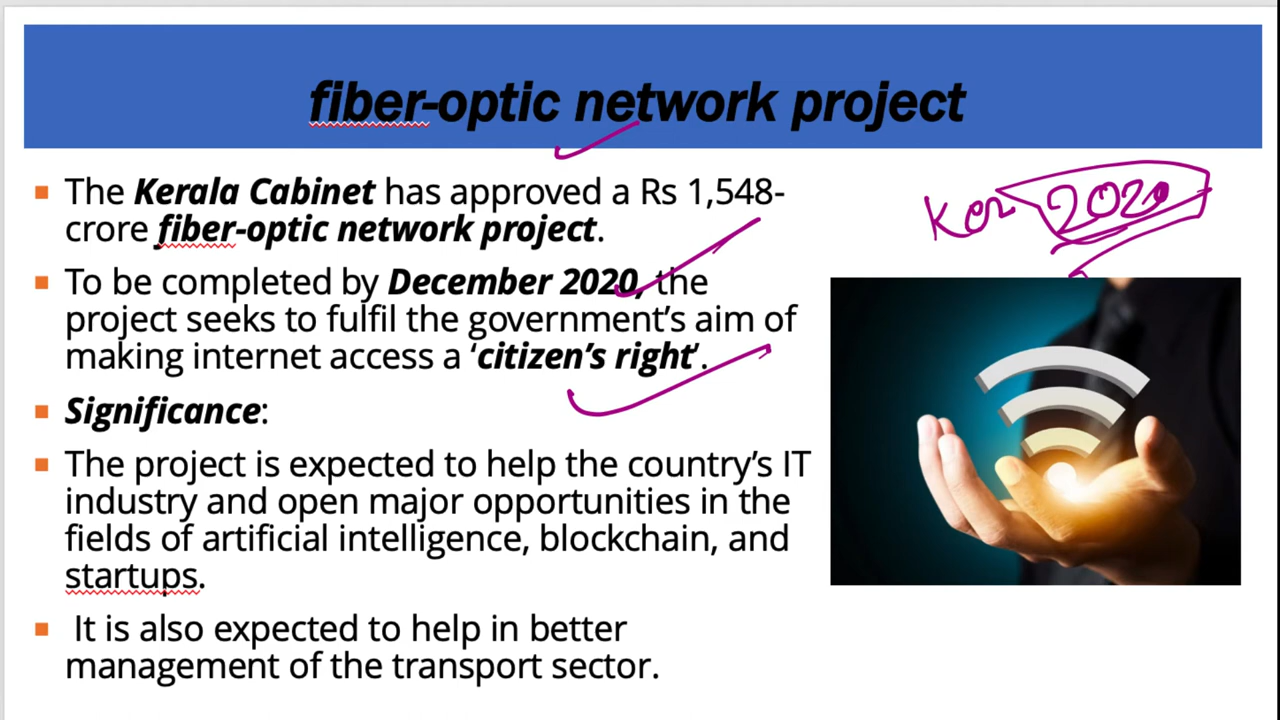 fiber-optic network project
The Kerala Cabinet has approved a Rs 1,548-
crore fiber-optic network project.
To be completed by December 2020, the
project seeks to fulfil the government’s aim of
making internet access a ‘citizen’s right’.
Significance:
The project is expected to help the country’s IT
industry and open major opportunities in the
fields of artificial intelligence, blockchain, and
startups.
It is also expected to help in better
management of the transport sector.
Ker 2020